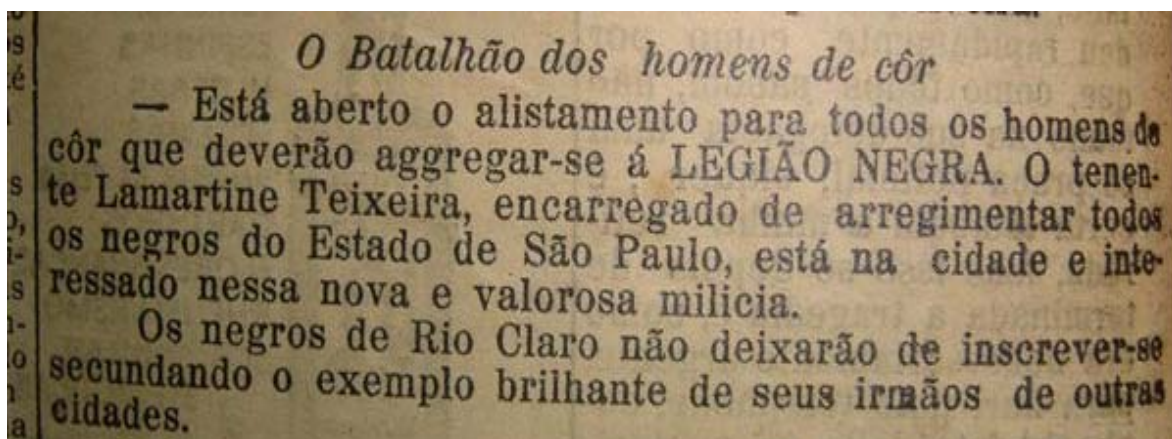 O Batalhão dos homens de côr
— Está aberto o alistamento para todos os homens de
côr que deverão aggregar-se á LEGIÃO NEGRA. O tenen-
te Lamartine Teixeira, encarregado de arregimentar todos
os negros do Estado de São Paulo, está na cidade e inte-
ressado nessa nova e valorosa milicia.
Os negros de Rio Claro não deixarão de inscrever-se
secundando o exemplo brilhante de seus irmãos de outras
cidades.